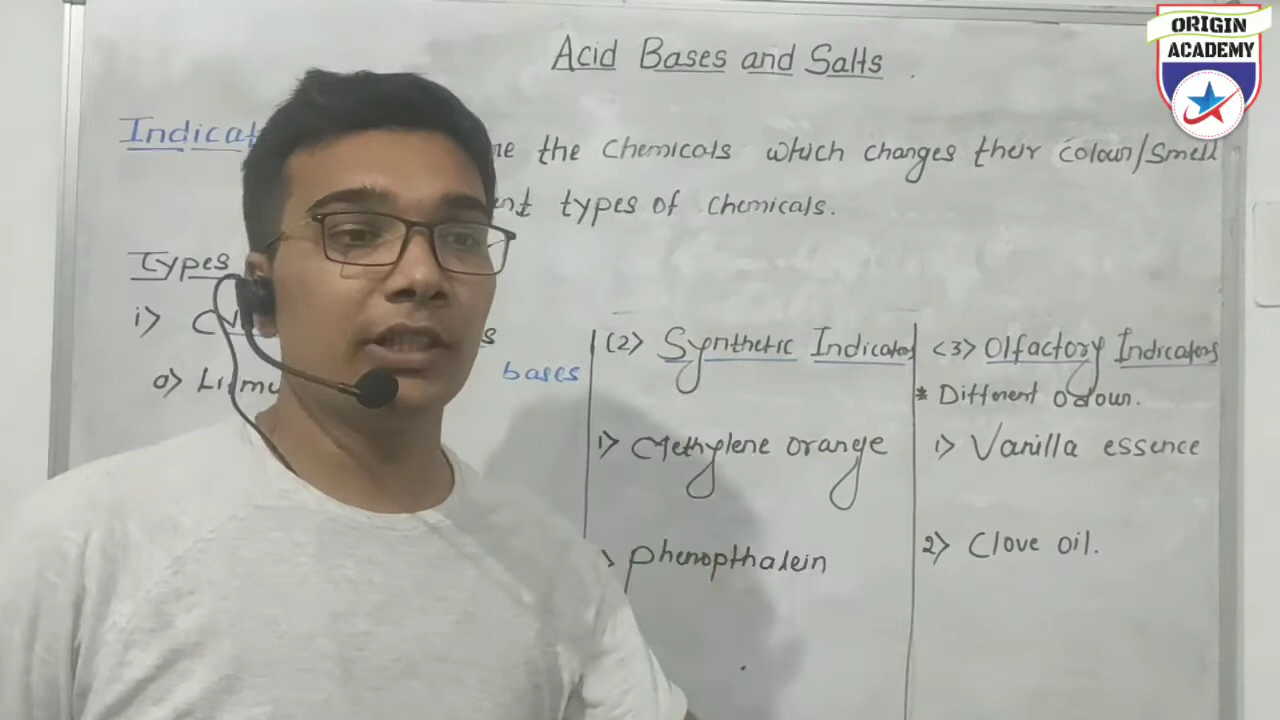 ORIGIN
ACADEMY
Acid Bases and Salts .
the Chemicals which changes their colour/smell
types of chemicals.
Types
i>
(2) Synthetic Indicators
<3> Olfactory Indicators
a>
bases
* Different odour.
1> Methylene orange
1> Vanilla essence
phenopthalein
2> Clove oil.